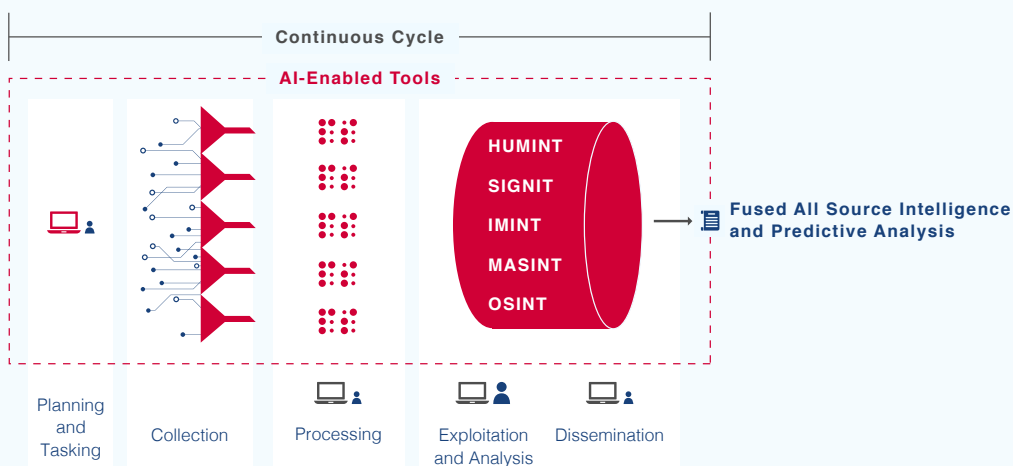 Continuous Cycle
AI-Enabled Tools
HUMINT
SIGNIT
IMINT
MASINT
OSINT
Fused All Source Intelligence
and Predictive Analysis
Planning
and
Tasking
Collection
Processing
Exploitation
and Analysis
Dissemination